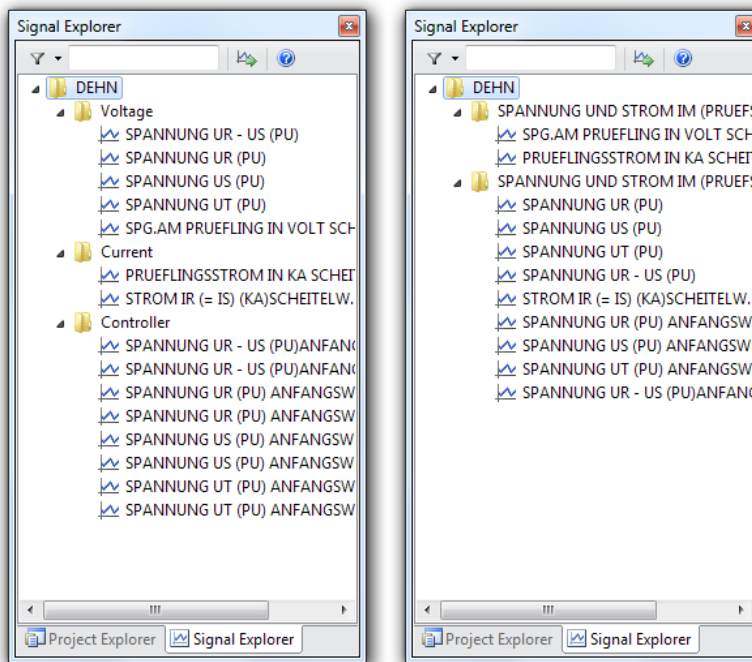 Signal Explorer
DEHN
Voltage
SPANNUNG UR - US (PU)
SPANNUNG UR (PU)
SPANNUNG US (PU)
SPANNUNG UT (PU)
SPG.AM PRUEFLING IN VOLT SCH
Current
PRUEFLINGSSTROM IN KA SCHEIT
STROM IR (= IS) (KA)SCHEITELW.
Controller
SPANNUNG UR - US (PU)ANFANG
SPANNUNG UR - US (PU)ANFANG
SPANNUNG UR (PU) ANFANGSW
SPANNUNG UR (PU) ANFANGSW
SPANNUNG US (PU) ANFANGSW
SPANNUNG US (PU) ANFANGSW
SPANNUNG UT (PU) ANFANGSW
SPANNUNG UT (PU) ANFANGSW
Project Explorer
Signal Explorer
Signal Explorer
DEHN
SPANNUNG UND STROM IM (PRUEFS
SPG.AM PRUEFLING IN VOLT SCH
PRUEFLINGSSTROM IN KA SCHEIT
SPANNUNG UND STROM IM (PRUEFS
SPANNUNG UR (PU)
SPANNUNG US (PU)
SPANNUNG UT (PU)
SPANNUNG UR - US (PU)
STROM IR (= IS) (KA)SCHEITELW.
SPANNUNG UR (PU) ANFANGSW
SPANNUNG US (PU) ANFANGSW
SPANNUNG UT (PU) ANFANGSW
SPANNUNG UR - US (PU)ANFANG
Project Explorer
Signal Explorer